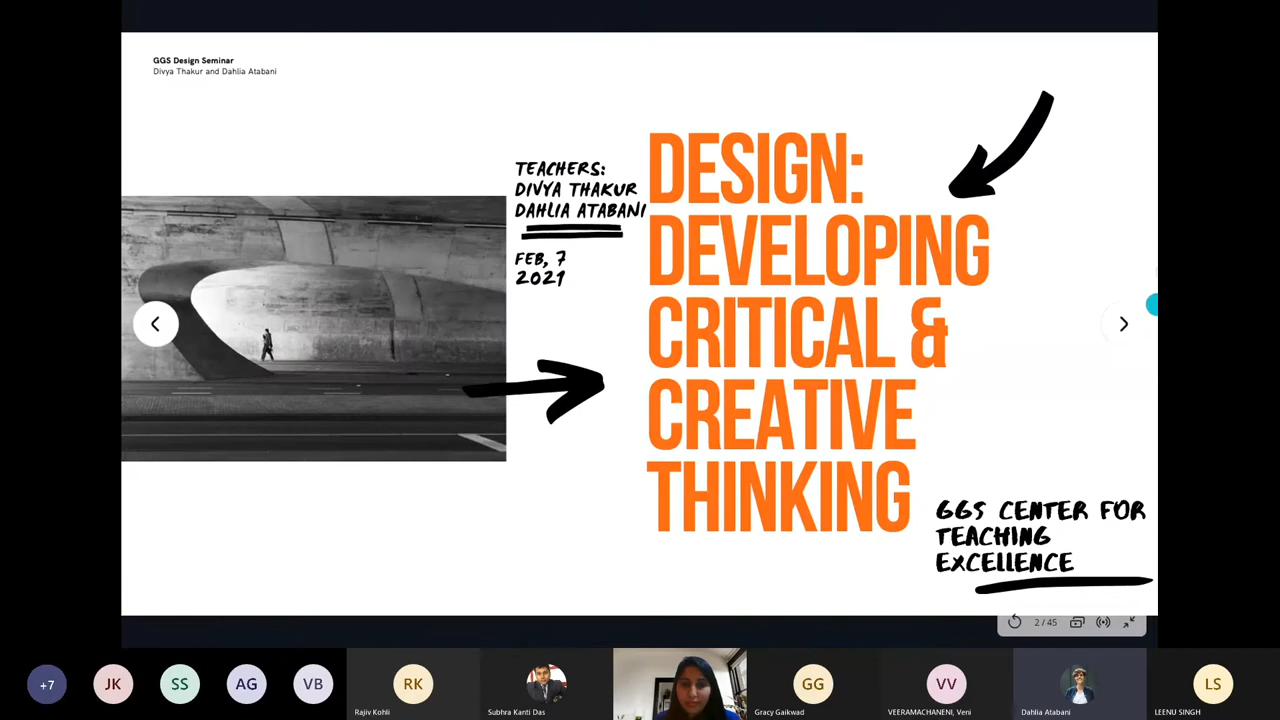 GGS Design Seminar
Divya Thakur and Dahlia Atabani
TEACHERS:
DIVYA THAKUR
DAHLIA ATABANI
FEB, 7
2021
DESIGN:
DEVELOPING
CRITICAL &
CREATIVE
THINKING
GGS CENTER FOR
TEACHING
EXCELLENCE
2 / 45
+7
JK
SS
AG
VB
RK
Rajiv Kohli
Subhra Kanti Das
GG
Gracy Gaikwad
VV
VEERAMACHANENI, Veni
Dahlia Atabani
LS
LEENU SINGH